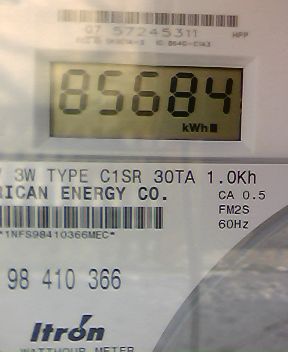 57245311
HPP
85684
kWh
3W TYPE C1SR 30TA 1.0Kh
RICAN ENERGY CO.
CA 0.5
FM2S
60Hz
*1NFS98410366MEC*
98 410 366
Itron
WATTHOUR METER